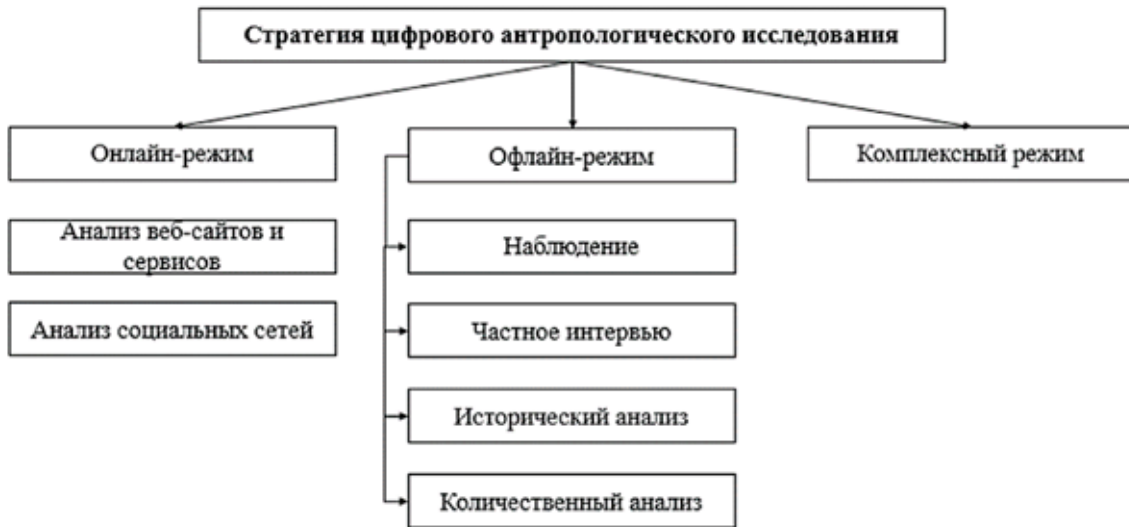 Стратегия цифрового антропологического исследования
Онлайн-режим
Офлайн-режим
Комплексный режим
Анализ веб-сайтов и
сервисов
Наблюдение
Анализ социальных сетей
Частное интервью
Исторический анализ
Количественный анализ